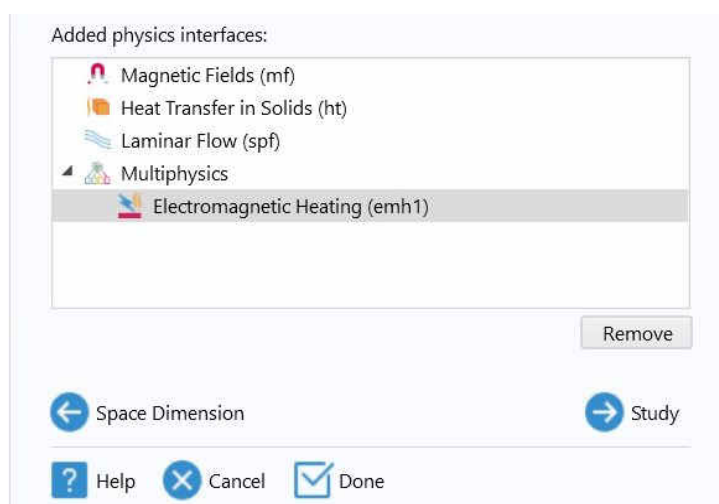 Added physics interfaces:
Magnetic Fields (mf)
Heat Transfer in Solids (ht)
Laminar Flow (spf)
Multiphysics
Electromagnetic Heating (emh1)
Remove
Space Dimension
Study
Help
Cancel
Done